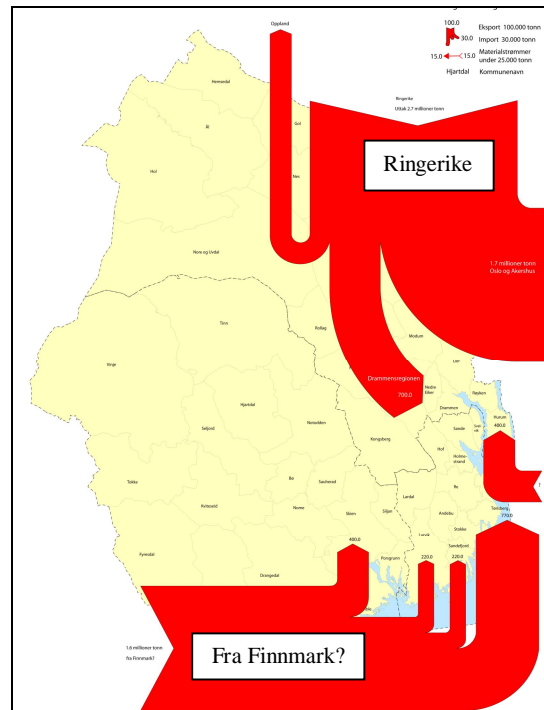 Oppland
100.0
30.0
Eksport 100.000 tonn
Import 30.000 tonn
15.0
15.0
Materialstrømmer
under 25.000 tonn
Hjartdal
Kommunenavn
Hemsedal
Ringerike
Uttak 2.7 millioner tonn
Ål
Gol
Ringerike
Hol
Nes
Nore og Uvdal
1.7 millioner tonn
Oslo og Akershus
Tinn
Rollag
Modum
Vinje
Lier
Drammensregionen
700.0
Nedre
Eiker
Røyken
Hjartdal
Drammen
Hurum
400.0
Seljord
Notodden
Sande
Kongsberg
Hof
Holme-
strand
Tokke
Bø
Sauherad
Re
Kviteseid
Nome
Skien
Siljan
Lardal
Andebu
Tønsberg
770.0
Stokke
Larvik
Sandefjord
Fyresdal
400.0
Porsgrunn
220.0
220.0
Drangedal
1.6 millioner tonn
fra Finnmark?
Fra Finnmark?